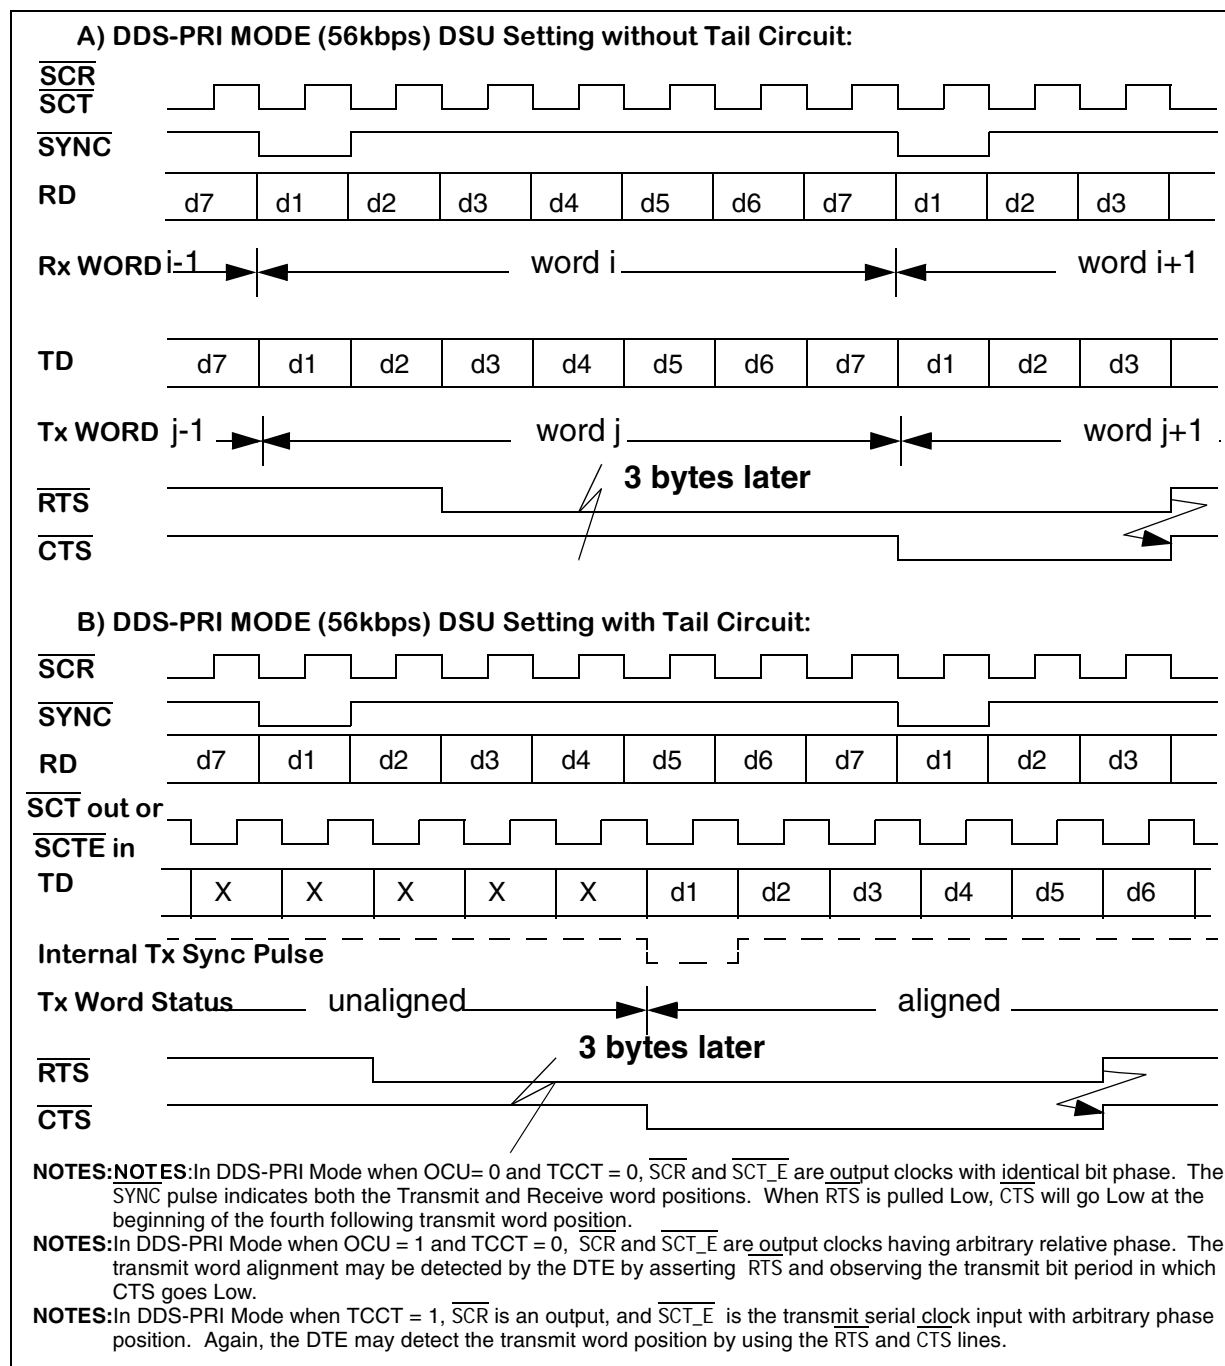 A) DDS-PRI MODE (56kbps) DSU Setting without Tail Circuit:
SCR
SCT
SYNC
RD d7 d1 d2 d3 d4 d5 d6 d7 d1 d2 d3
Rx WORD i-1 word i word i+1
TD d7 d1 d2 d3 d4 d5 d6 d7 d1 d2 d3
Tx WORD j-1 word j word j+1
3 bytes later
RTS
CTS
B) DDS-PRI MODE (56kbps) DSU Setting with Tail Circuit:
SCR
SYNC
RD d7 d1 d2 d3 d4 d5 d6 d7 d1 d2 d3
SCT out or
SCTE in
TD X X X X X d1 d2 d3 d4 d5 d6
Internal Tx Sync Pulse
Tx Word Status unaligned aligned
3 bytes later
RTS
CTS
NOTES:NOTES:In DDS-PRI Mode when OCU= 0 and TCCT = 0, SCR and SCT_E are output clocks with identical bit phase. The
SYNC pulse indicates both the Transmit and Receive word positions. When RTS is pulled Low, CTS will go Low at the
beginning of the fourth following transmit word position.
NOTES:In DDS-PRI Mode when OCU = 1 and TCCT = 0, SCR and SCT_E are output clocks having arbitrary relative phase. The
transmit word alignment may be detected by the DTE by asserting RTS and observing the transmit bit period in which
CTS goes Low.
NOTES:In DDS-PRI Mode when TCCT = 1, SCR is an output, and SCT_E is the transmit serial clock input with arbitrary phase
position. Again, the DTE may detect the transmit word position by using the RTS and CTS lines.